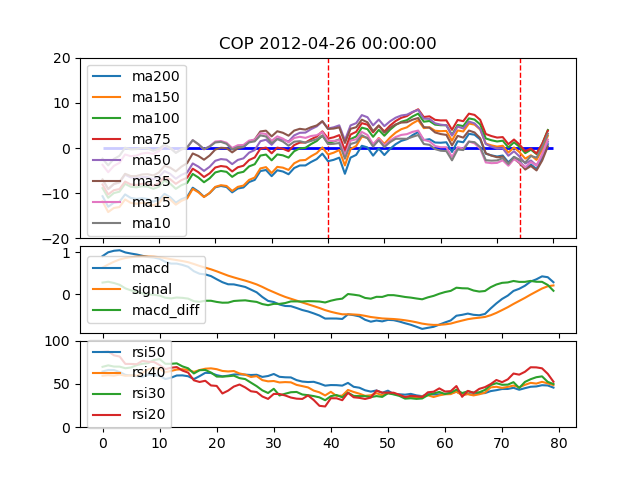 COP 2012-04-26 00:00:00
20
10
0
−10
−20
ma200
ma150
ma100
ma75
ma50
ma35
ma15
ma10
1
0
macd
signal
macd_diff
100
50
0
rsi50
rsi40
rsi30
rsi20
0 10 20 30 40 50 60 70 80